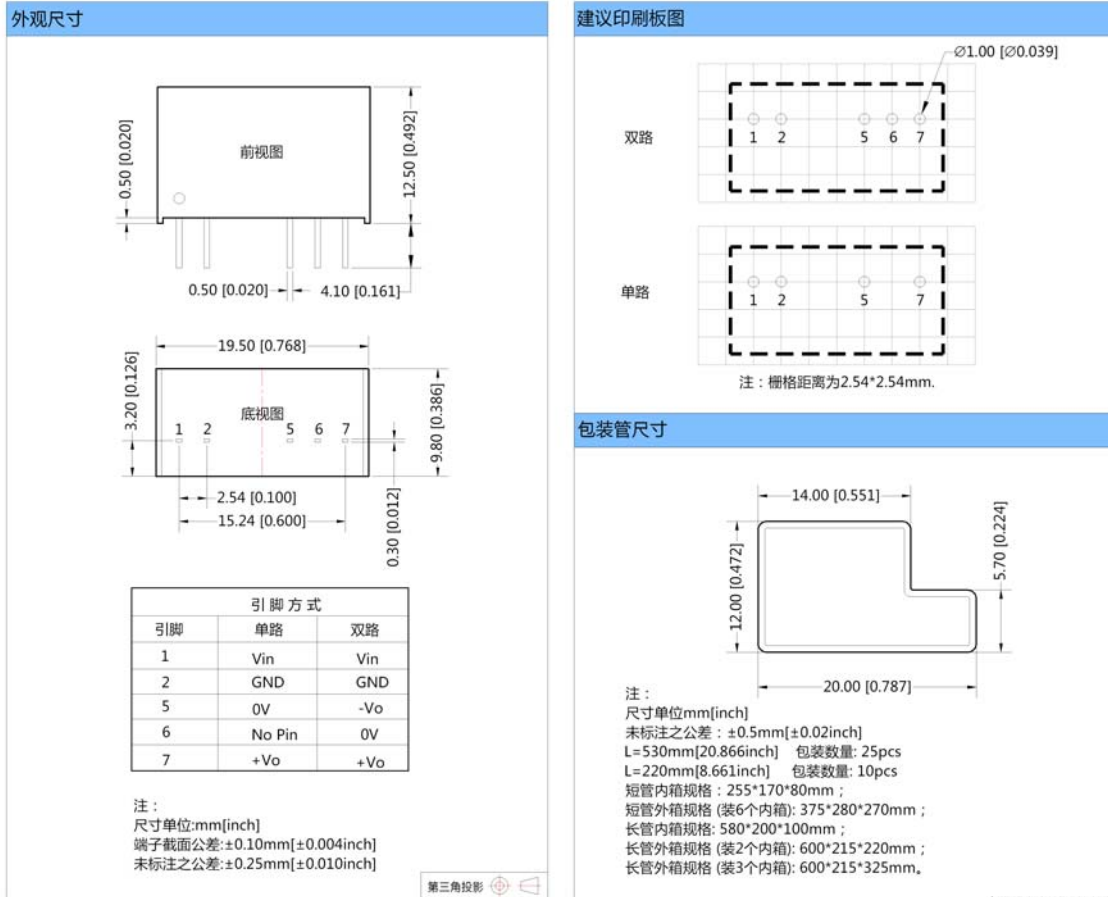 外观尺寸
前视图
0.50 [0.020]
12.50 [0.492]
0.50 [0.020]
4.10 [0.161]
19.50 [0.768]
3.20 [0.126]
底视图
1 2 5 6 7
9.80 [0.386]
2.54 [0.100]
15.24 [0.600]
0.30 [0.012]
引脚方式
引脚 单路 双路
1 Vin Vin
2 GND GND
5 0V -Vo
6 No Pin 0V
7 +Vo +Vo
注：
尺寸单位:mm[inch]
端子截面公差:±0.10mm[±0.004inch]
未标注之公差:±0.25mm[±0.010inch]
第三角投影
建议印刷板图
∅1.00 [∅0.039]
双路
1 2 5 6 7
单路
1 2 5 7
注：栅格距离为2.54*2.54mm.
包装管尺寸
14.00 [0.551]
12.00 [0.472]
5.70 [0.224]
20.00 [0.787]
注：
尺寸单位mm[inch]
未标注之公差：±0.5mm[±0.02inch]
L=530mm[20.866inch] 包装数量: 25pcs
L=220mm[8.661inch] 包装数量: 10pcs
短管内箱规格：255*170*80mm；
短管外箱规格 (装6个内箱): 375*280*270mm；
长管内箱规格: 580*200*100mm；
长管外箱规格 (装2个内箱): 600*215*220mm；
长管外箱规格 (装3个内箱): 600*215*325mm。